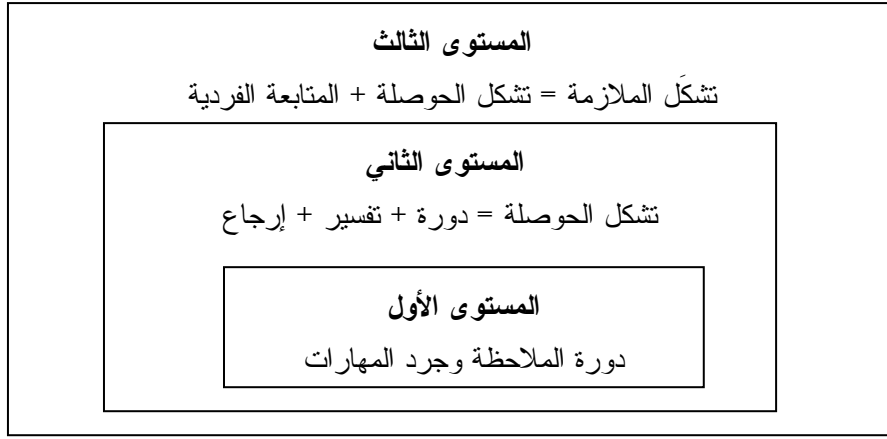 المستوى الثالث
تشكَل الملازمة = تشكل الحوصلة + المتابعة الفردية
المستوى الثاني
تشكل الحوصلة = دورة + تفسير + إرجاع
المستوى الأول
دورة الملاحظة وجرد المهارات